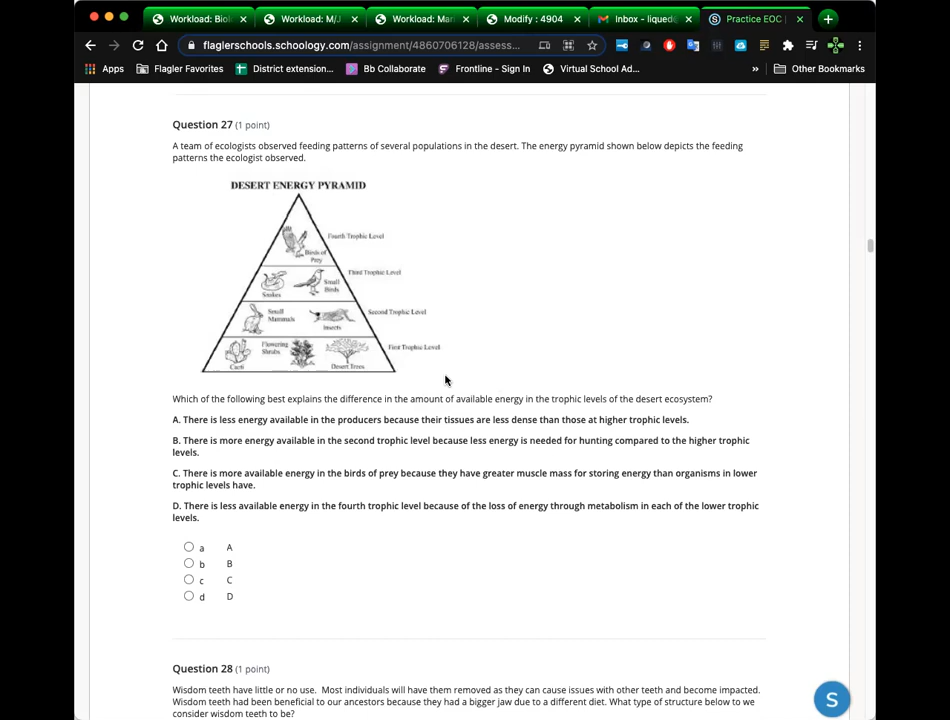 Workload: Biol
Workload: M/J
Workload: Man
Modify : 4904
Inbox - liqued
Practice EOC
flaglerschools.schoology.com/assignment/4860706128/assess...
Apps Flagler Favorites District extension... Bb Collaborate Frontline - Sign In Virtual School Ad... » Other Bookmarks
Question 27 (1 point)
A team of ecologists observed feeding patterns of several populations in the desert. The energy pyramid shown below depicts the feeding
patterns the ecologist observed.
DESERT ENERGY PYRAMID
Fourth Trophic Level
Birds of
Prey
Third Trophic Level
Snakes
Small
Birds
Second Trophic Level
Small
Mammals
Insects
First Trophic Level
Cacti
Flowering
Shrubs
Desert Trees
Which of the following best explains the difference in the amount of available energy in the trophic levels of the desert ecosystem?
A. There is less energy available in the producers because their tissues are less dense than those at higher trophic levels.
B. There is more energy available in the second trophic level because less energy is needed for hunting compared to the higher trophic
levels.
C. There is more available energy in the birds of prey because they have greater muscle mass for storing energy than organisms in lower
trophic levels have.
D. There is less available energy in the fourth trophic level because of the loss of energy through metabolism in each of the lower trophic
levels.
a A
b B
c C
d D
Question 28 (1 point)
Wisdom teeth have little or no use. Most individuals will have them removed as they can cause issues with other teeth and become impacted.
Wisdom teeth had been beneficial to our ancestors because they had a bigger jaw due to a different diet. What type of structure below to we
consider wisdom teeth to be?
S